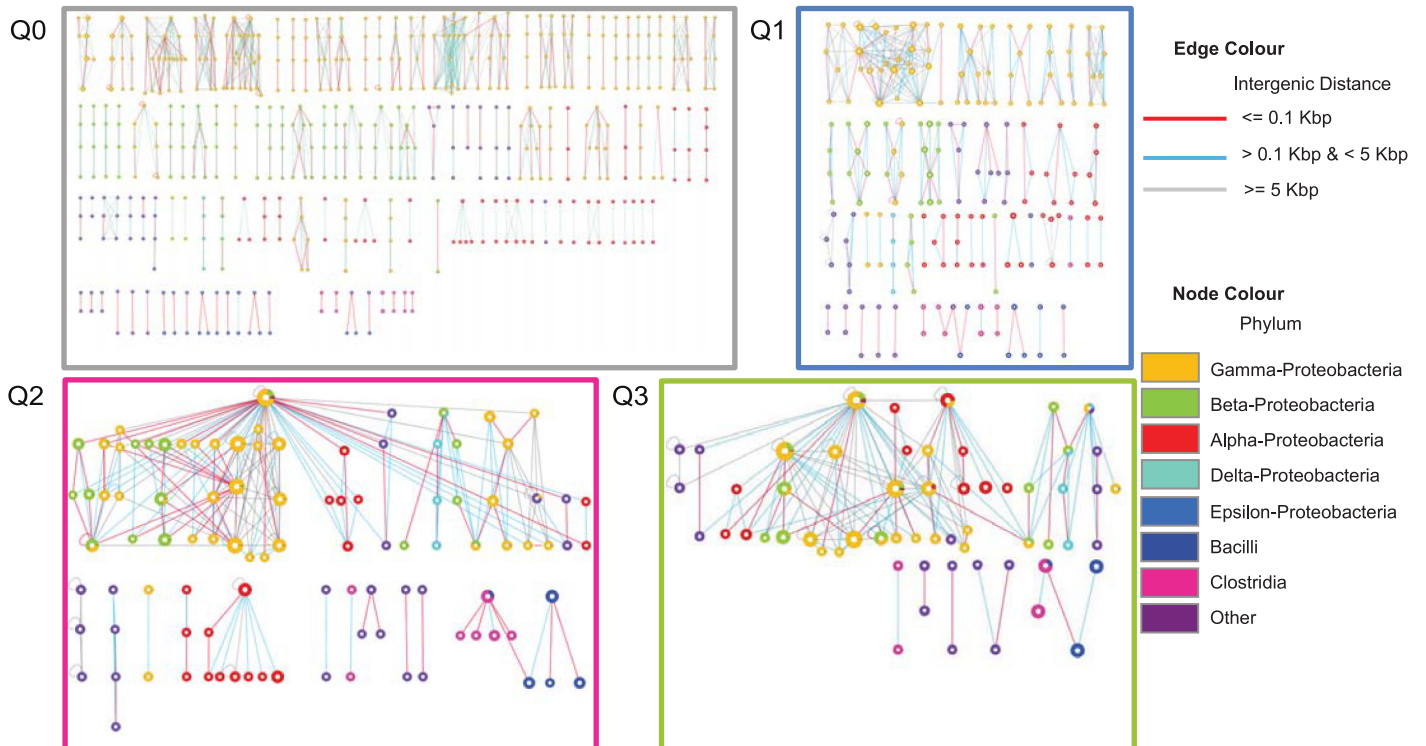 Q0
Q1
Edge Colour
Intergenic Distance
<= 0.1 Kbp
> 0.1 Kbp & < 5 Kbp
>= 5 Kbp
Node Colour
Phylum
Gamma-Proteobacteria
Beta-Proteobacteria
Alpha-Proteobacteria
Delta-Proteobacteria
Epsilon-Proteobacteria
Bacilli
Clostridia
Other
Q2
Q3